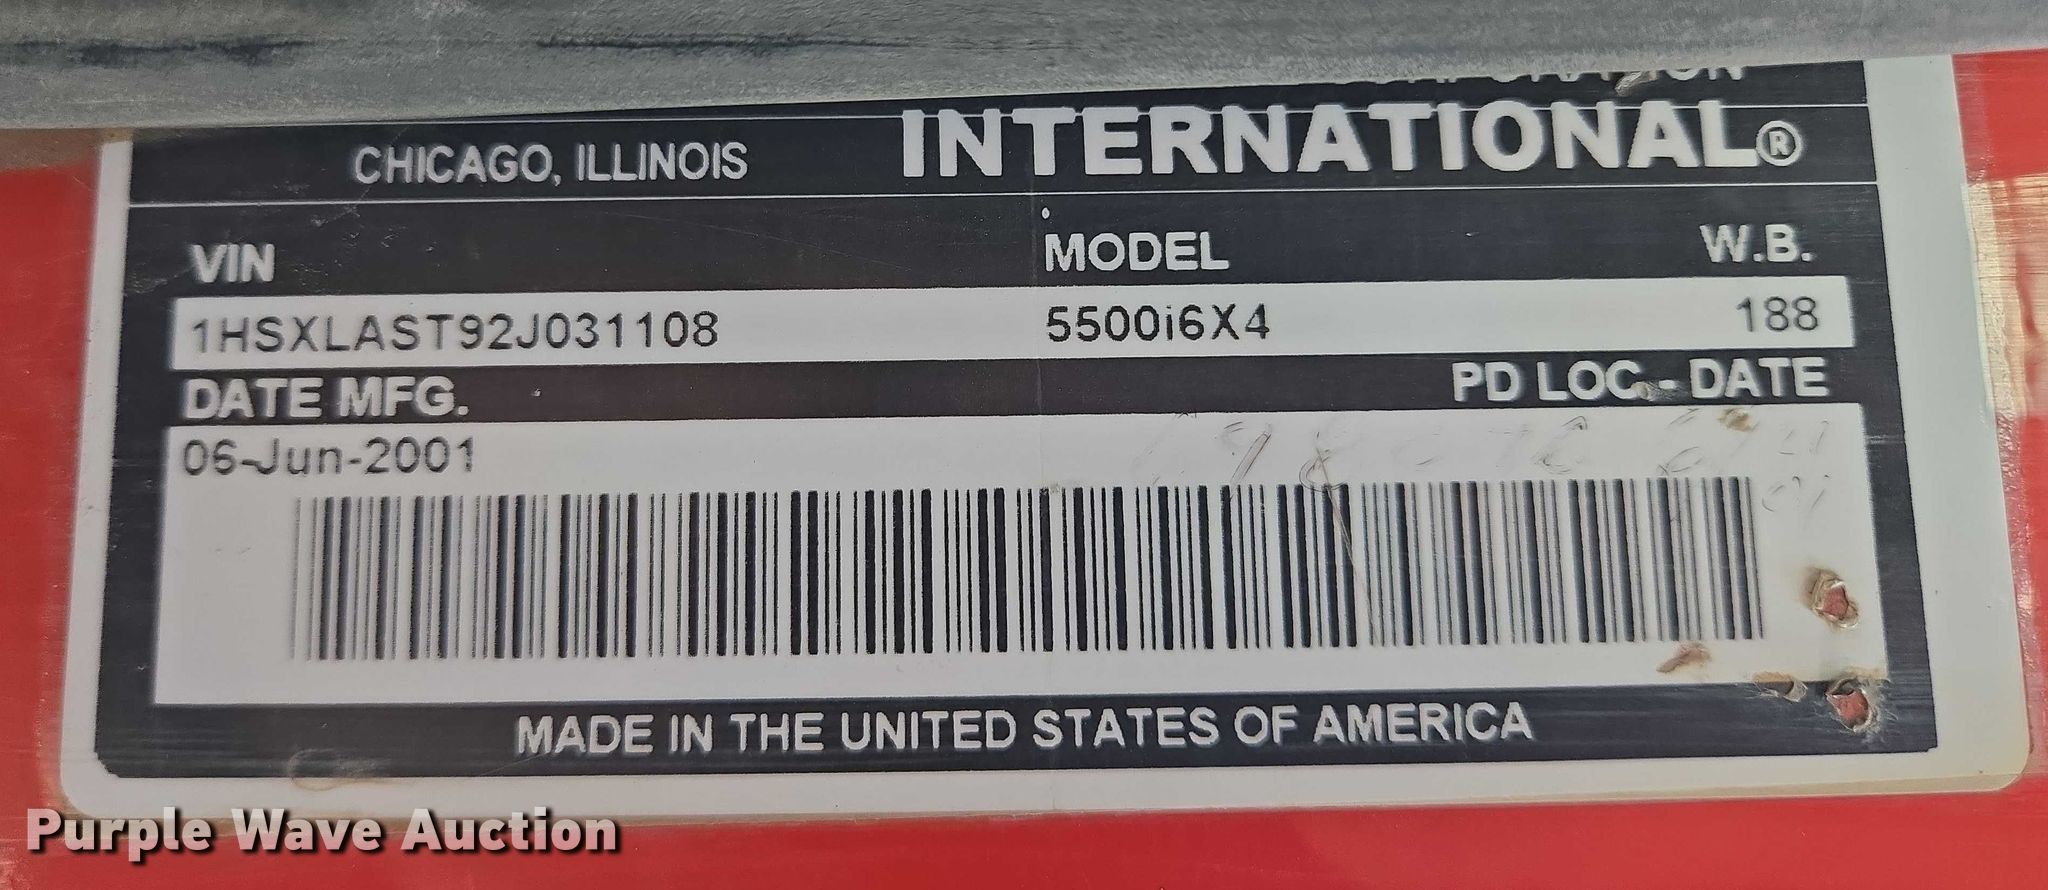 CORPORATION
CHICAGO, ILLINOIS INTERNATIONAL®
VIN MODEL W.B.
1HSXLAST92J031108 5500i6X4 188
DATE MFG. PD LOC - DATE
06-Jun-2001
MADE IN THE UNITED STATES OF AMERICA
Purple Wave Auction